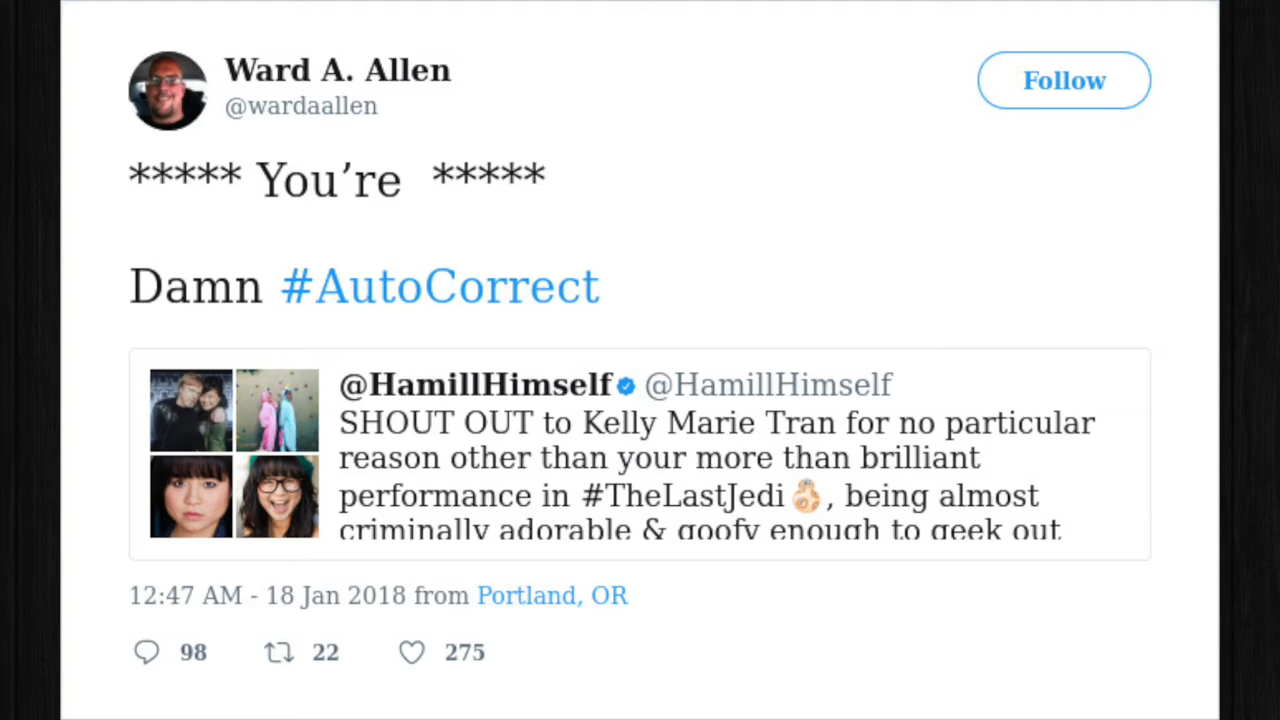 Ward A. Allen
@wardaallen
Follow
***** You’re  *****
Damn #AutoCorrect
@HamillHimself @HamillHimself
SHOUT OUT to Kelly Marie Tran for no particular
reason other than your more than brilliant
performance in #TheLastJedi, being almost
criminally adorable & goofy enough to geek out
12:47 AM - 18 Jan 2018 from Portland, OR
98 22 275